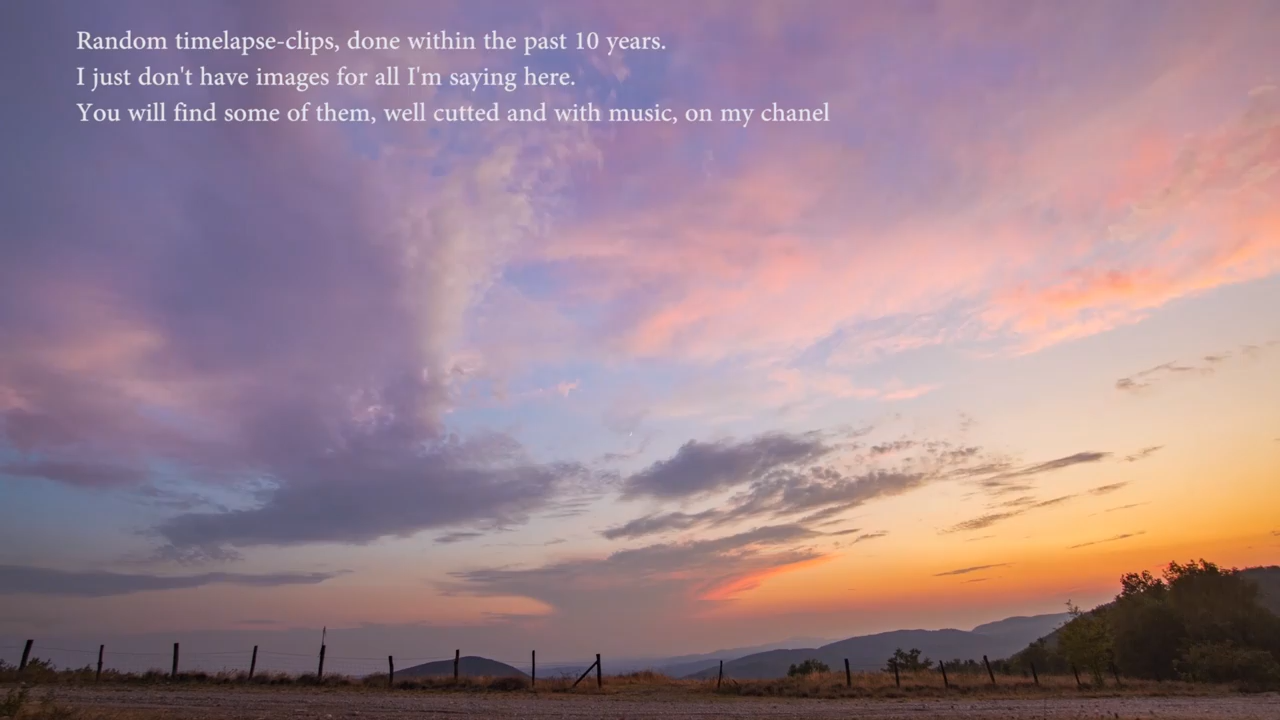 Random timelapse-clips, done within the past 10 years.
I just don't have images for all I'm saying here.
You will find some of them, well cutted and with music, on my chanel